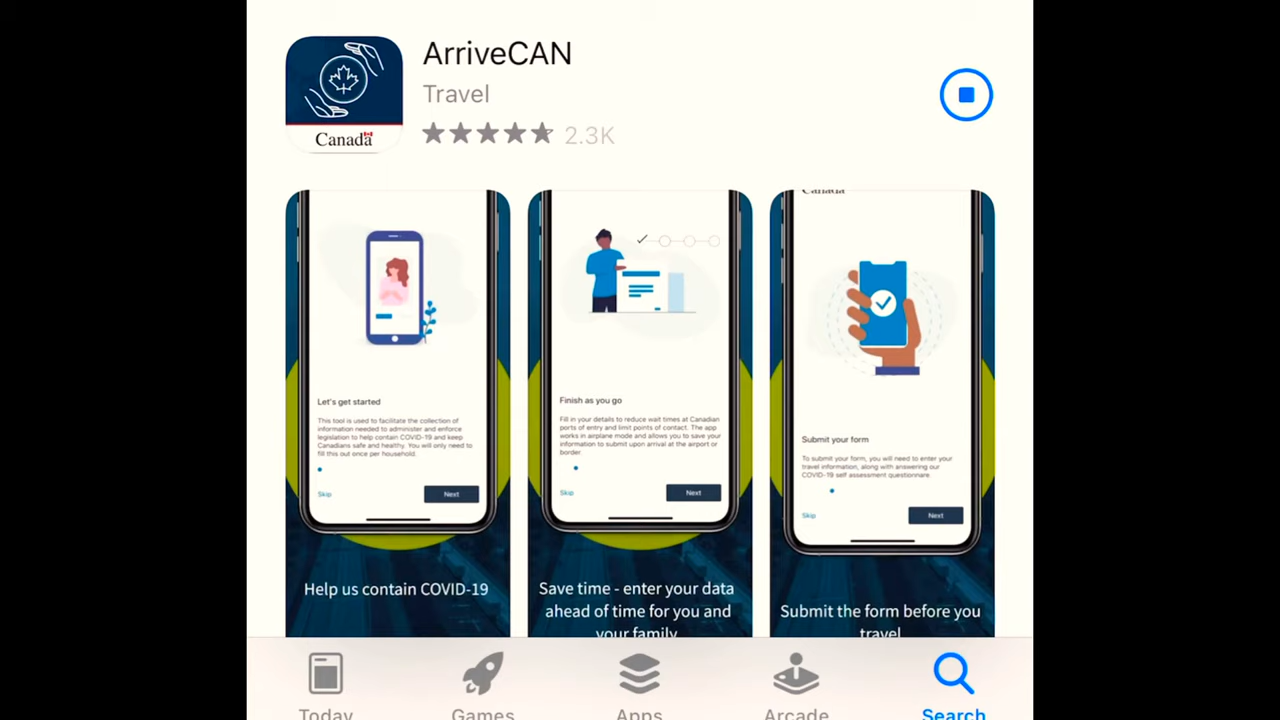 ArriveCAN
Travel
2.3K
Canada
Canada
Let's get started
This tool is used to facilitate the collection of
information needed to administer and enforce
legislation to help contain COVID-19 and keep
Canadians safe and healthy. You will only need to
fill this out once per household.
Skip
Next
Help us contain COVID-19
Finish as you go
Fill in your details to reduce wait times at Canadian
ports of entry and limit points of contact. The app
works in airplane mode and allows you to save your
information to submit upon arrival at the airport or
border.
Skip
Next
Save time - enter your data
ahead of time for you and
your family
Submit your form
To submit your form, you will need to enter your
travel information, along with answering our
COVID-19 self assessment questionnare.
Skip
Next
Submit the form before you
travel
Today
Games
Apps
Arcade
Search